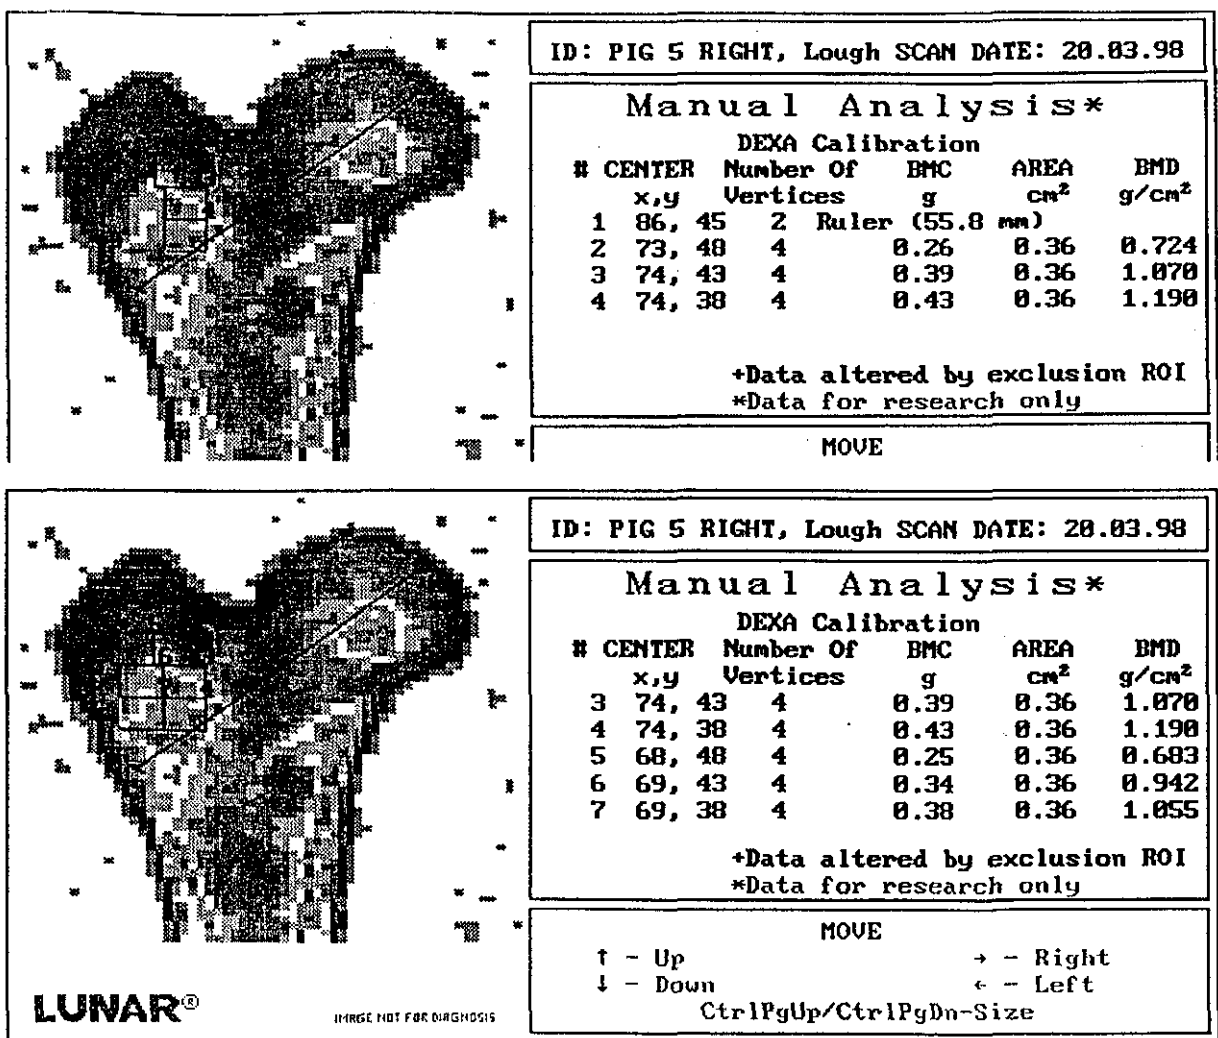 ID: PIG 5 RIGHT, Lough SCAN DATE: 20.03.98
Manual Analysis*
DEXA Calibration
# CENTER Number Of BMC AREA BMD
x,y Vertices g cm² g/cm²
1 86, 45 2 Ruler (55.8 mm)
2 73, 48 4 0.26 0.36 0.724
3 74, 43 4 0.39 0.36 1.070
4 74, 38 4 0.43 0.36 1.190
+Data altered by exclusion ROI
*Data for research only
MOVE
ID: PIG 5 RIGHT, Lough SCAN DATE: 20.03.98
Manual Analysis*
DEXA Calibration
# CENTER Number Of BMC AREA BMD
x,y Vertices g cm² g/cm²
3 74, 43 4 0.39 0.36 1.070
4 74, 38 4 0.43 0.36 1.190
5 68, 48 4 0.25 0.36 0.683
6 69, 43 4 0.34 0.36 0.942
7 69, 38 4 0.38 0.36 1.055
+Data altered by exclusion ROI
*Data for research only
MOVE
↑ - Up → - Right
↓ - Down ← - Left
CtrlPgUp/CtrlPgDn-Size
LUNAR®
IMAGE NOT FOR DIAGNOSIS